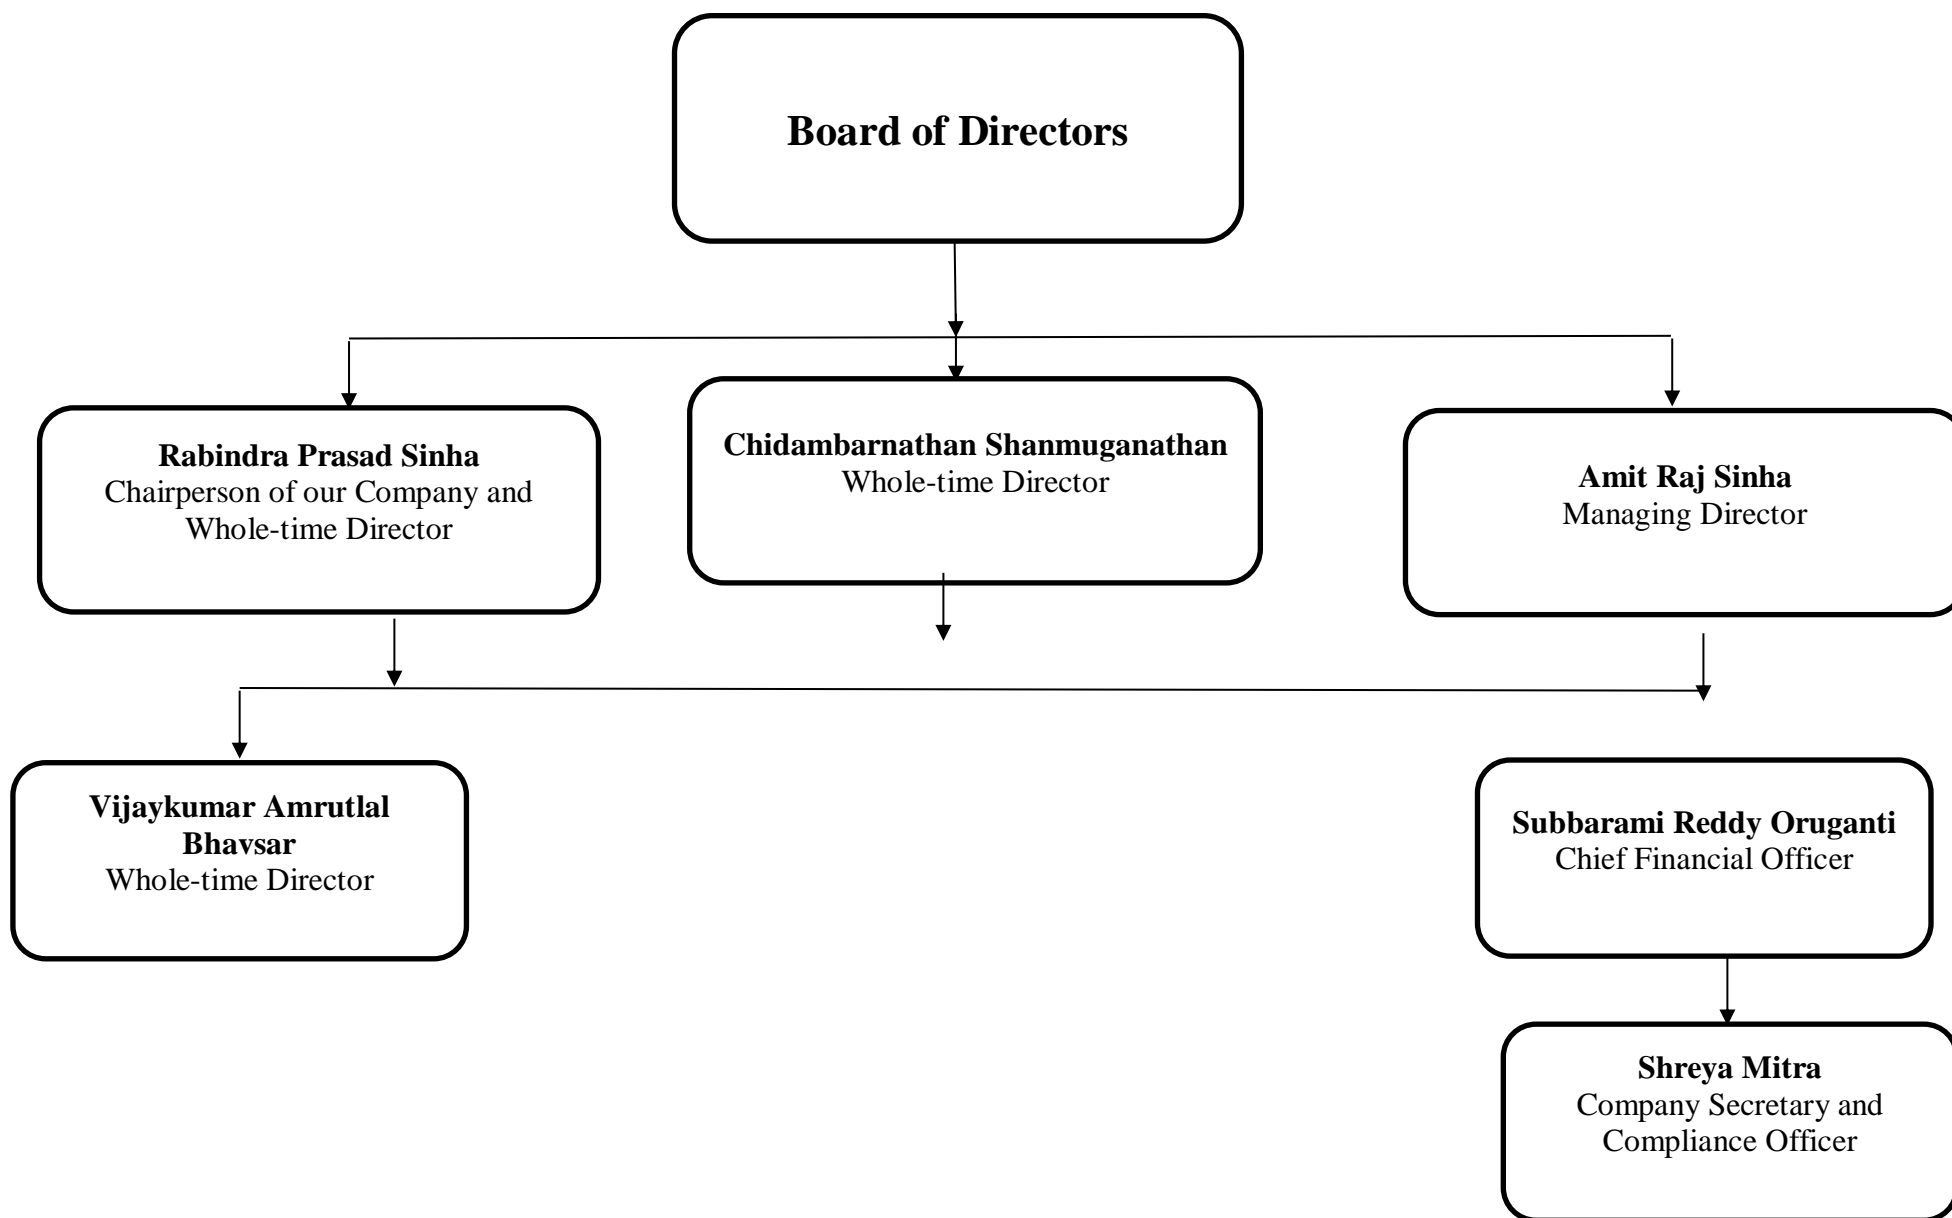 Board of Directors
Rabindra Prasad Sinha
Chairperson of our Company and
Whole-time Director
Chidambarnathan Shanmuganathan
Whole-time Director
Amit Raj Sinha
Managing Director
Vijaykumar Amrutlal
Bhavsar
Whole-time Director
Subbarami Reddy Oruganti
Chief Financial Officer
Shreya Mitra
Company Secretary and
Compliance Officer